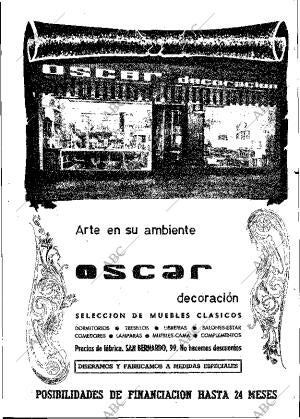 oscar decoracion
Arte en su ambiente
oscar
decoración
SELECCION DE MUEBLES CLASICOS
DORMITORIOS ● TRESILLOS ● LIBRERIAS ● SALONES-ESTAR
COMEDORES ● LAMPARAS ● MUEBLES-CAMA ● COMPLEMENTOS
Precios de fábrica. SAN BERNARDO, 99. No hacemos descuentos
DISEÑAMOS Y FABRICAMOS A MEDIDAS ESPECIALES
POSIBILIDADES DE FINANCIACION HASTA 24 MESES